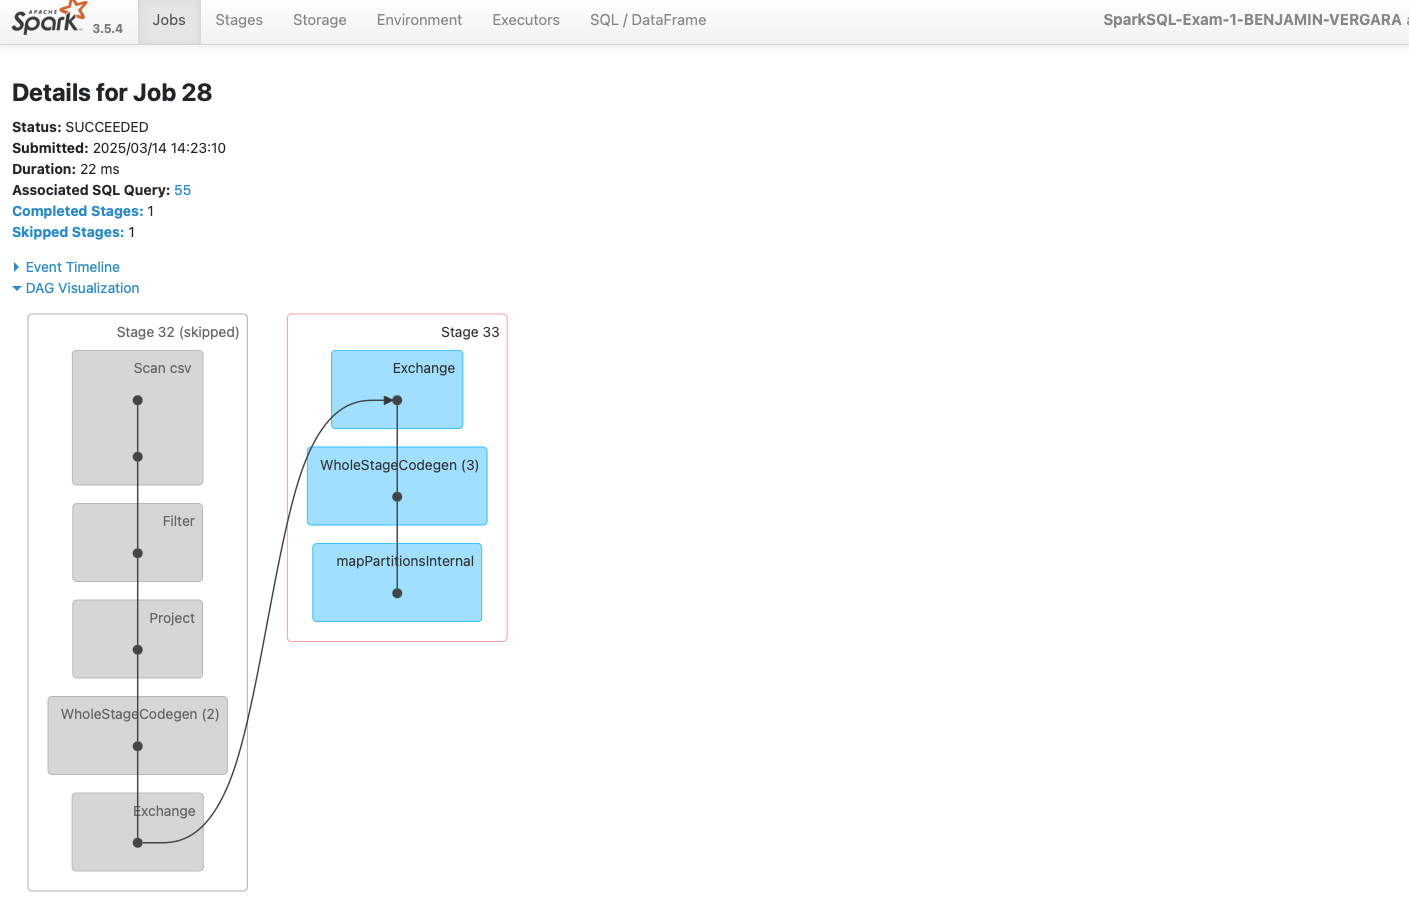 APACHE
Spark 3.5.4 Jobs Stages Storage Environment Executors SQL / DataFrame SparkSQL-Exam-1-BENJAMIN-VERGARA a
Details for Job 28
Status: SUCCEEDED
Submitted: 2025/03/14 14:23:10
Duration: 22 ms
Associated SQL Query: 55
Completed Stages: 1
Skipped Stages: 1
Event Timeline
DAG Visualization
Stage 32 (skipped)
Scan csv
Filter
Project
WholeStageCodegen (2)
Exchange
Stage 33
Exchange
WholeStageCodegen (3)
mapPartitionsInternal